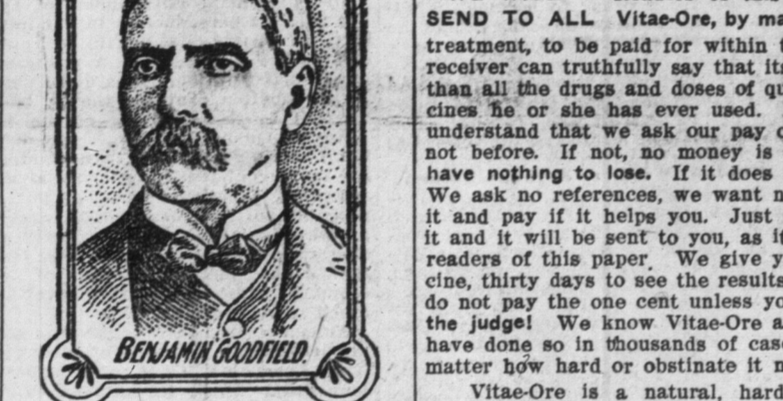 BENJAMIN GOODFIELD.
SEND TO ALL Vitae-Ore, by ma
treatment, to be paid for within
receiver can truthfully say that its
than all the drugs and doses of qu
cines he or she has ever used.
understand that we ask our pay
not before. If not, no money is
have nothing to lose. If it does
We ask no references, we want
it and pay if it helps you. Just
it and it will be sent to you, as i
readers of this paper. We give y
cine, thirty days to see the results
do not pay the one cent unless yo
the judge! We know Vitae-Ore a
have done so in thousands of case
matter how hard or obstinate it
Vitae-Ore is a natural, hard